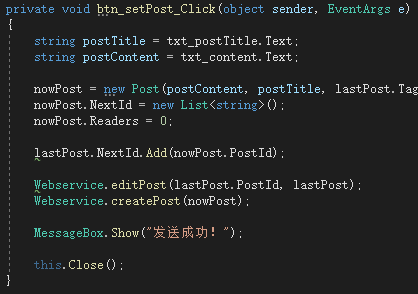 private void btn_setPost_Click(object sender, EventArgs e)
{
string postTitle = txt_postTitle.Text;
string postContent = txt_content.Text;
nowPost = new Post(postContent, postTitle, lastPost.Tag
nowPost.NextId = new List<string>();
nowPost.Readers = 0;
lastPost.NextId.Add(nowPost.PostId);
Webservice.editPost(lastPost.PostId, lastPost);
Webservice.createPost(nowPost);
MessageBox.Show("发送成功！");
this.Close();
}